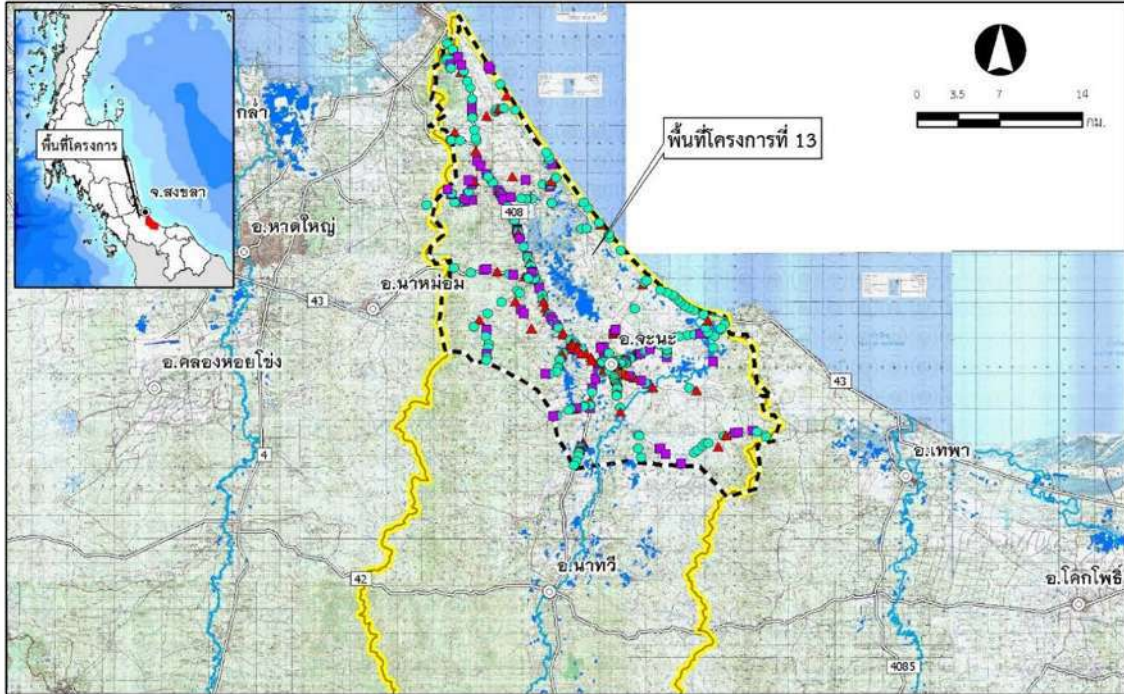 พื้นที่โครงการ
จ.สงขลา
กล่ำ
0 3.5 7 14
กม.
พื้นที่โครงการที่ 13
408
อ.หาดใหญ่
อ.นาหม่อม
43
อ.จะนะ
อ.คลองหอยโข่ง
43
4
อ.เทพา
อ.นาทวี
42
อ.โคกโพธิ์
4085